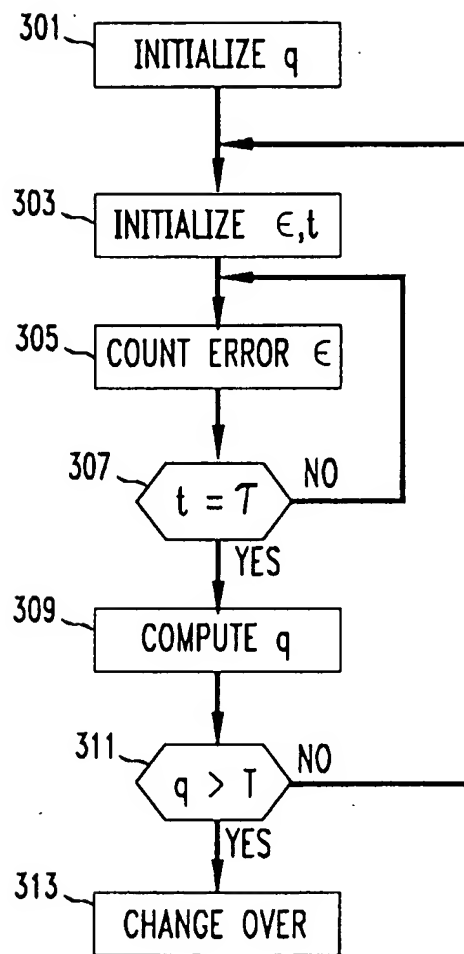 301
INITIALIZE q
303
INITIALIZE ϵ,t
305
COUNT ERROR ϵ
307
t = τ
NO
YES
309
COMPUTE q
311
q > T
NO
YES
313
CHANGE OVER